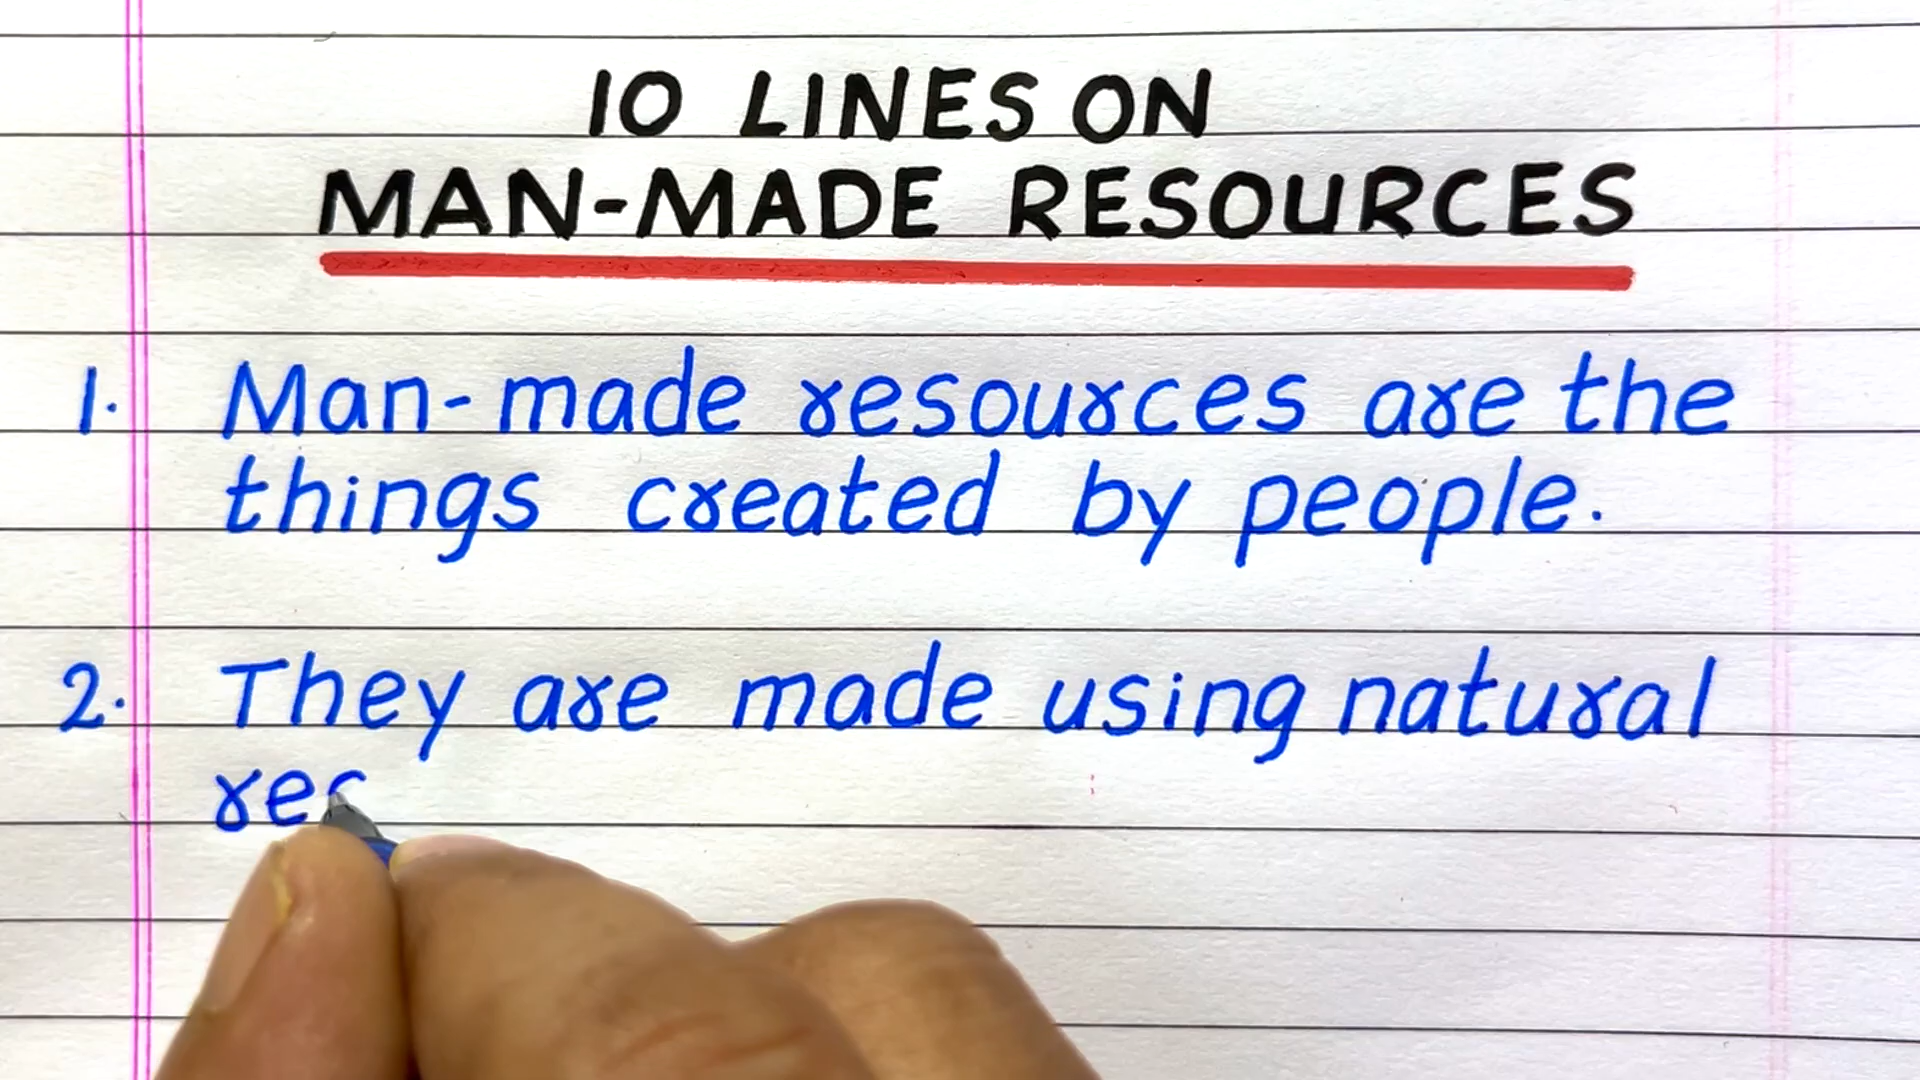 10 LINES ON
MAN-MADE RESOURCES
1. Man-made resources are the
things created by people.
2. They are made using natural
res